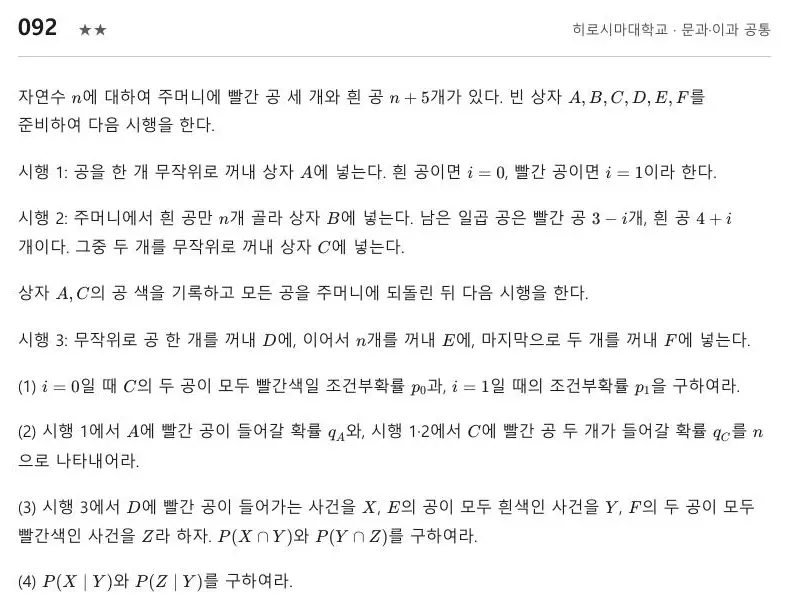 092 ★★
히로시마대학교 · 문과·이과 공통
자연수 n에 대하여 주머니에 빨간 공 세 개와 흰 공 n + 5개가 있다. 빈 상자 A, B, C, D, E, F를
준비하여 다음 시행을 한다.
시행 1: 공을 한 개 무작위로 꺼내 상자 A에 넣는다. 흰 공이면 i = 0, 빨간 공이면 i = 1이라 한다.
시행 2: 주머니에서 흰 공만 n개 골라 상자 B에 넣는다. 남은 일곱 공은 빨간 공 3 − i개, 흰 공 4 + i
개이다. 그중 두 개를 무작위로 꺼내 상자 C에 넣는다.
상자 A, C의 공 색을 기록하고 모든 공을 주머니에 되돌린 뒤 다음 시행을 한다.
시행 3: 무작위로 공 한 개를 꺼내 D에, 이어서 n개를 꺼내 E에, 마지막으로 두 개를 꺼내 F에 넣는다.
(1) i = 0일 때 C의 두 공이 모두 빨간색일 조건부확률 p₀과, i = 1일 때의 조건부확률 p₁을 구하여라.
(2) 시행 1에서 A에 빨간 공이 들어갈 확률 q_A와, 시행 1·2에서 C에 빨간 공 두 개가 들어갈 확률 q_C를 n
으로 나타내어라.
(3) 시행 3에서 D에 빨간 공이 들어가는 사건을 X, E의 공이 모두 흰색인 사건을 Y, F의 두 공이 모두
빨간색인 사건을 Z라 하자. P(X ∩ Y)와 P(Y ∩ Z)를 구하여라.
(4) P(X | Y)와 P(Z | Y)를 구하여라.